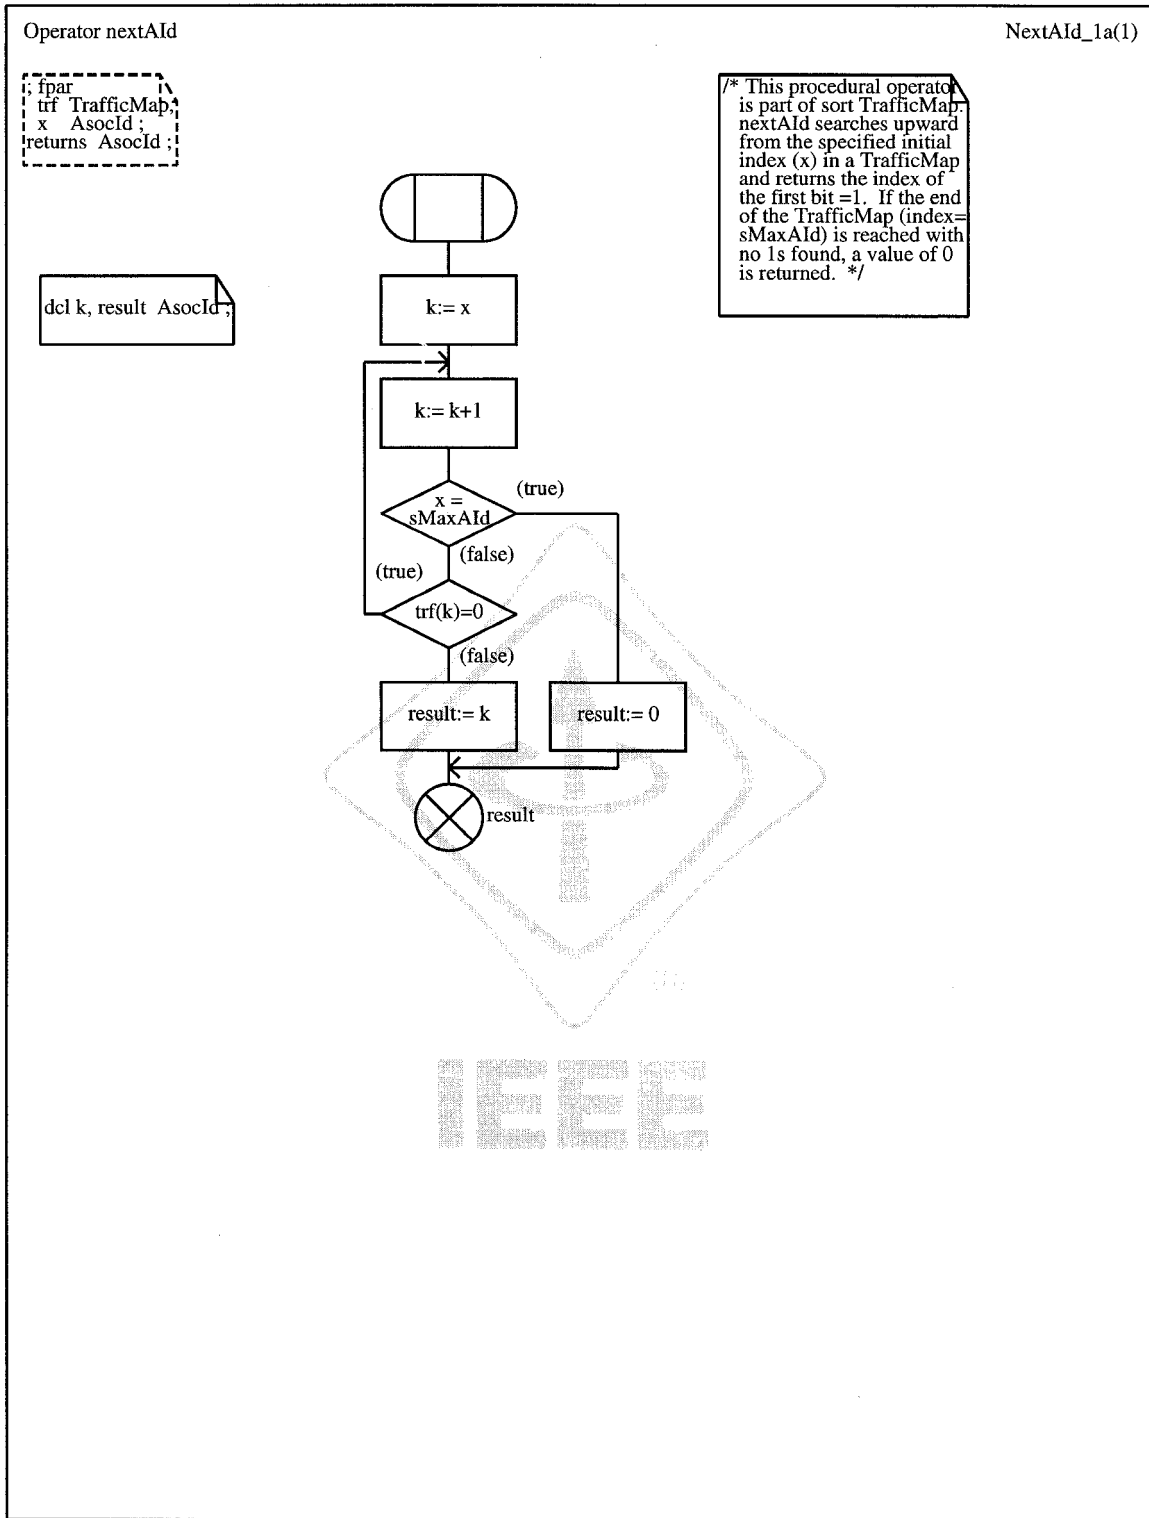 Operator nextAId
NextAId_1a(1)
; fpar
trf TrafficMap,
x AsocId ;
returns AsocId ;
/* This procedural operator
is part of sort TrafficMap.
nextAId searches upward
from the specified initial
index (x) in a TrafficMap
and returns the index of
the first bit =1. If the end
of the TrafficMap (index=
sMaxAId) is reached with
no 1s found, a value of 0
is returned. */
dcl k, result AsocId ;
k:= x
k:= k+1
x =
sMaxAId
(true)
(false)
(true)
trf(k)=0
(false)
result:= k
result:= 0
result
IEEE